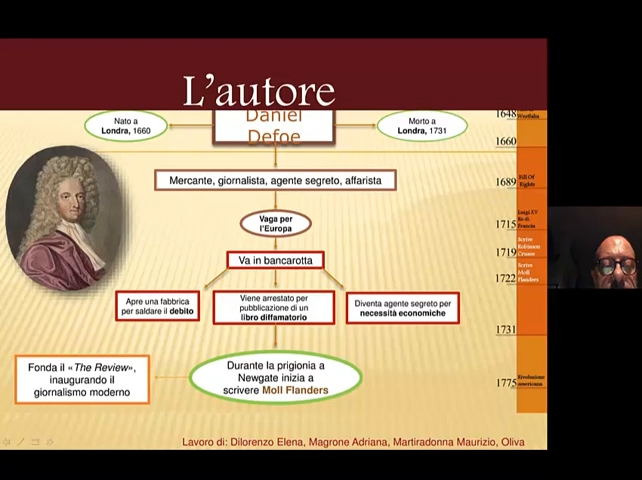 L'autore
Daniel
Defoe
Nato a
Londra, 1660
Morto a
Londra, 1731
Mercante, giornalista, agente segreto, affarista
Vaga per
l'Europa
Va in bancarotta
Apre una fabbrica
per saldare il debito
Viene arrestato per
pubblicazione di un
libro diffamatorio
Diventa agente segreto per
necessità economiche
Fonda il «The Review»,
inaugurando il
giornalismo moderno
Durante la prigionia a
Newgate inizia a
scrivere Moll Flanders
1648
Westfalia
1660
1689
Bill Of
Rights
1715
Luigi XV
Re di
Francia
1719
Scrive
Robinson
Crusoe
1722
Scrive
Moll
Flanders
1731
1775
Rivoluzione
americana
Lavoro di: Dilorenzo Elena, Magrone Adriana, Martiradonna Maurizio, Oliva